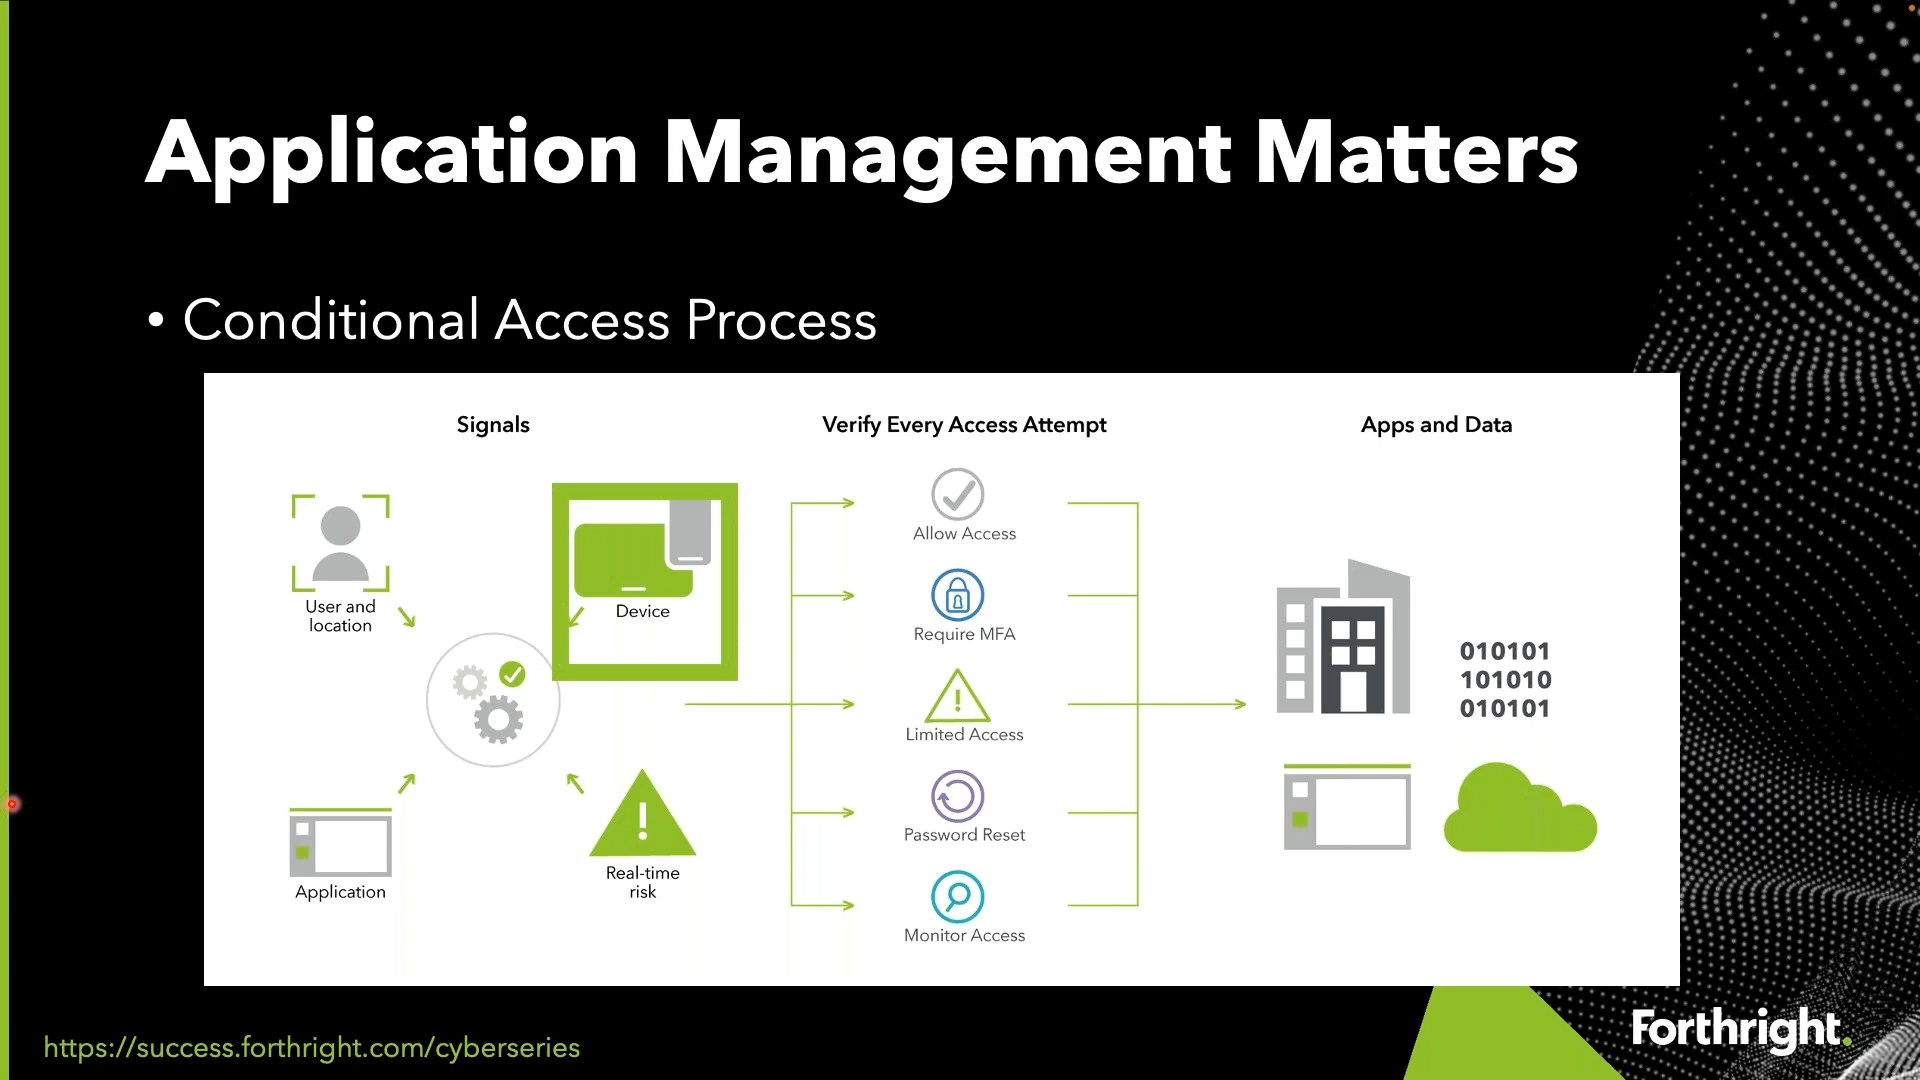 Application Management Matters
• Conditional Access Process
Signals
Verify Every Access Attempt
Apps and Data
User and
location
Device
Application
Real-time
risk
Allow Access
Require MFA
Limited Access
Password Reset
Monitor Access
010101
101010
010101
https://success.forthright.com/cyberseries
Forthright.